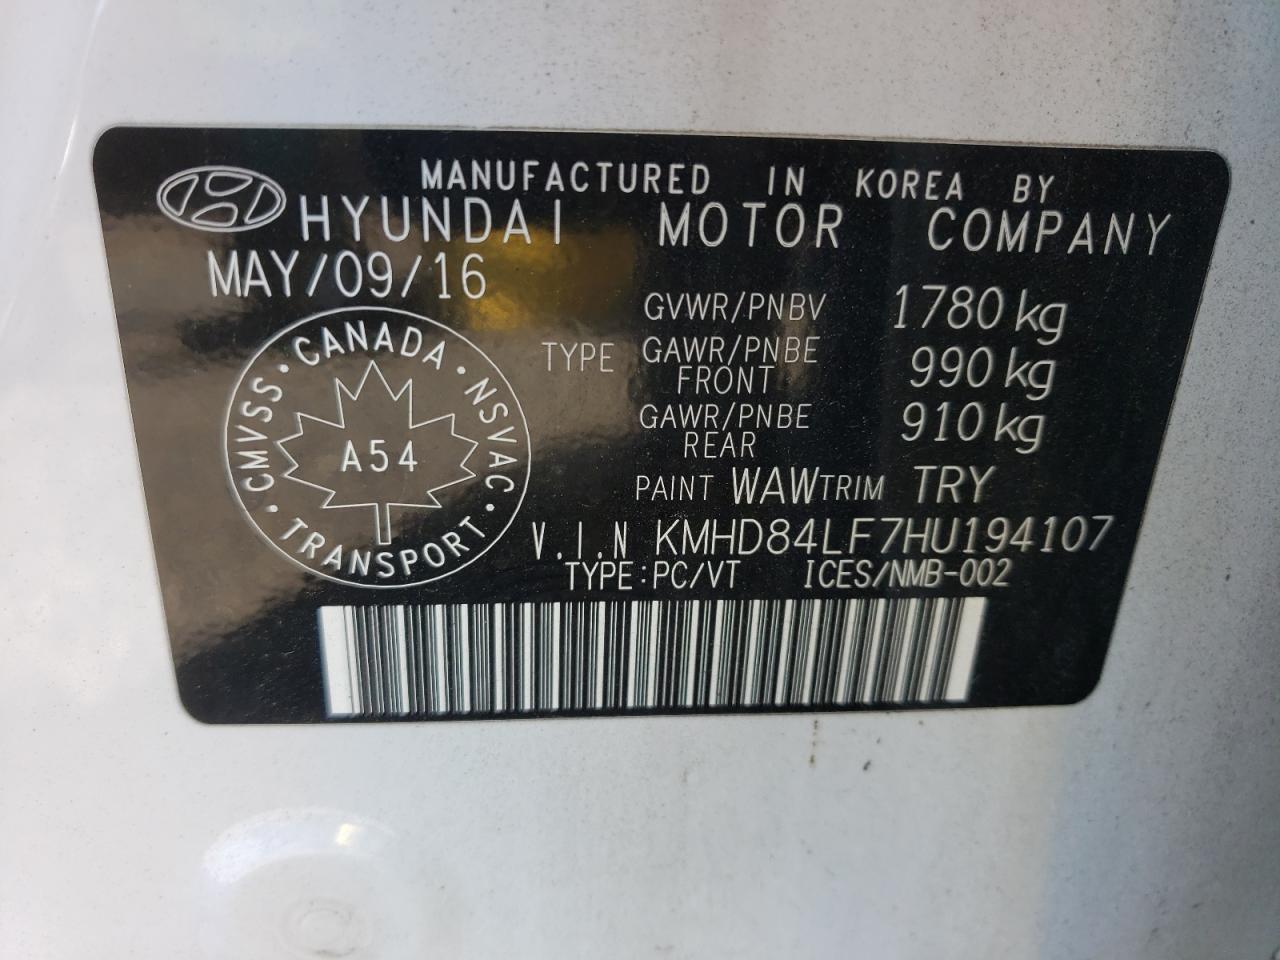 MANUFACTURED IN KOREA BY
HYUNDAI MOTOR COMPANY
MAY/09/16
GVWR/PNBV 1780 kg
TYPE GAWR/PNBE FRONT 990 kg
GAWR/PNBE REAR 910 kg
PAINT WAW TRIM TRY
V.I.N KMHD84LF7HU194107
TYPE:PC/VT ICES/NMB-002
CANADA · NSVAC · TRANSPORT · CMVSS ·
A54